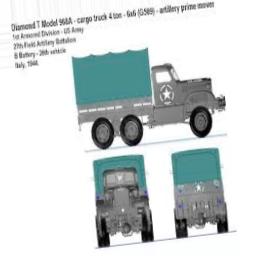 Diamond T Model 968A - cargo truck 4 ton - 6x6 (G509) - artillery prime mover
1st Armored Division - US Army
27th Field Artillery Battalion
B Battery - 36th vehicle
Italy, 1944.